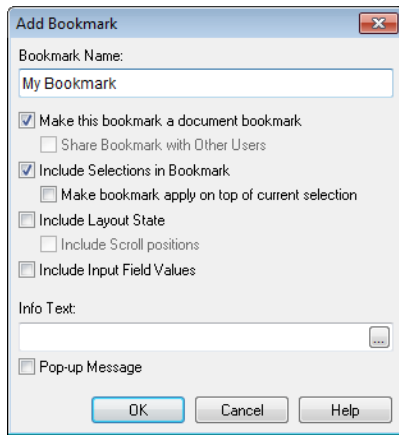 Add Bookmark
Bookmark Name:
My Bookmark
Make this bookmark a document bookmark
Share Bookmark with Other Users
Include Selections in Bookmark
Make bookmark apply on top of current selection
Include Layout State
Include Scroll positions
Include Input Field Values
Info Text:
...
Pop-up Message
OK Cancel Help